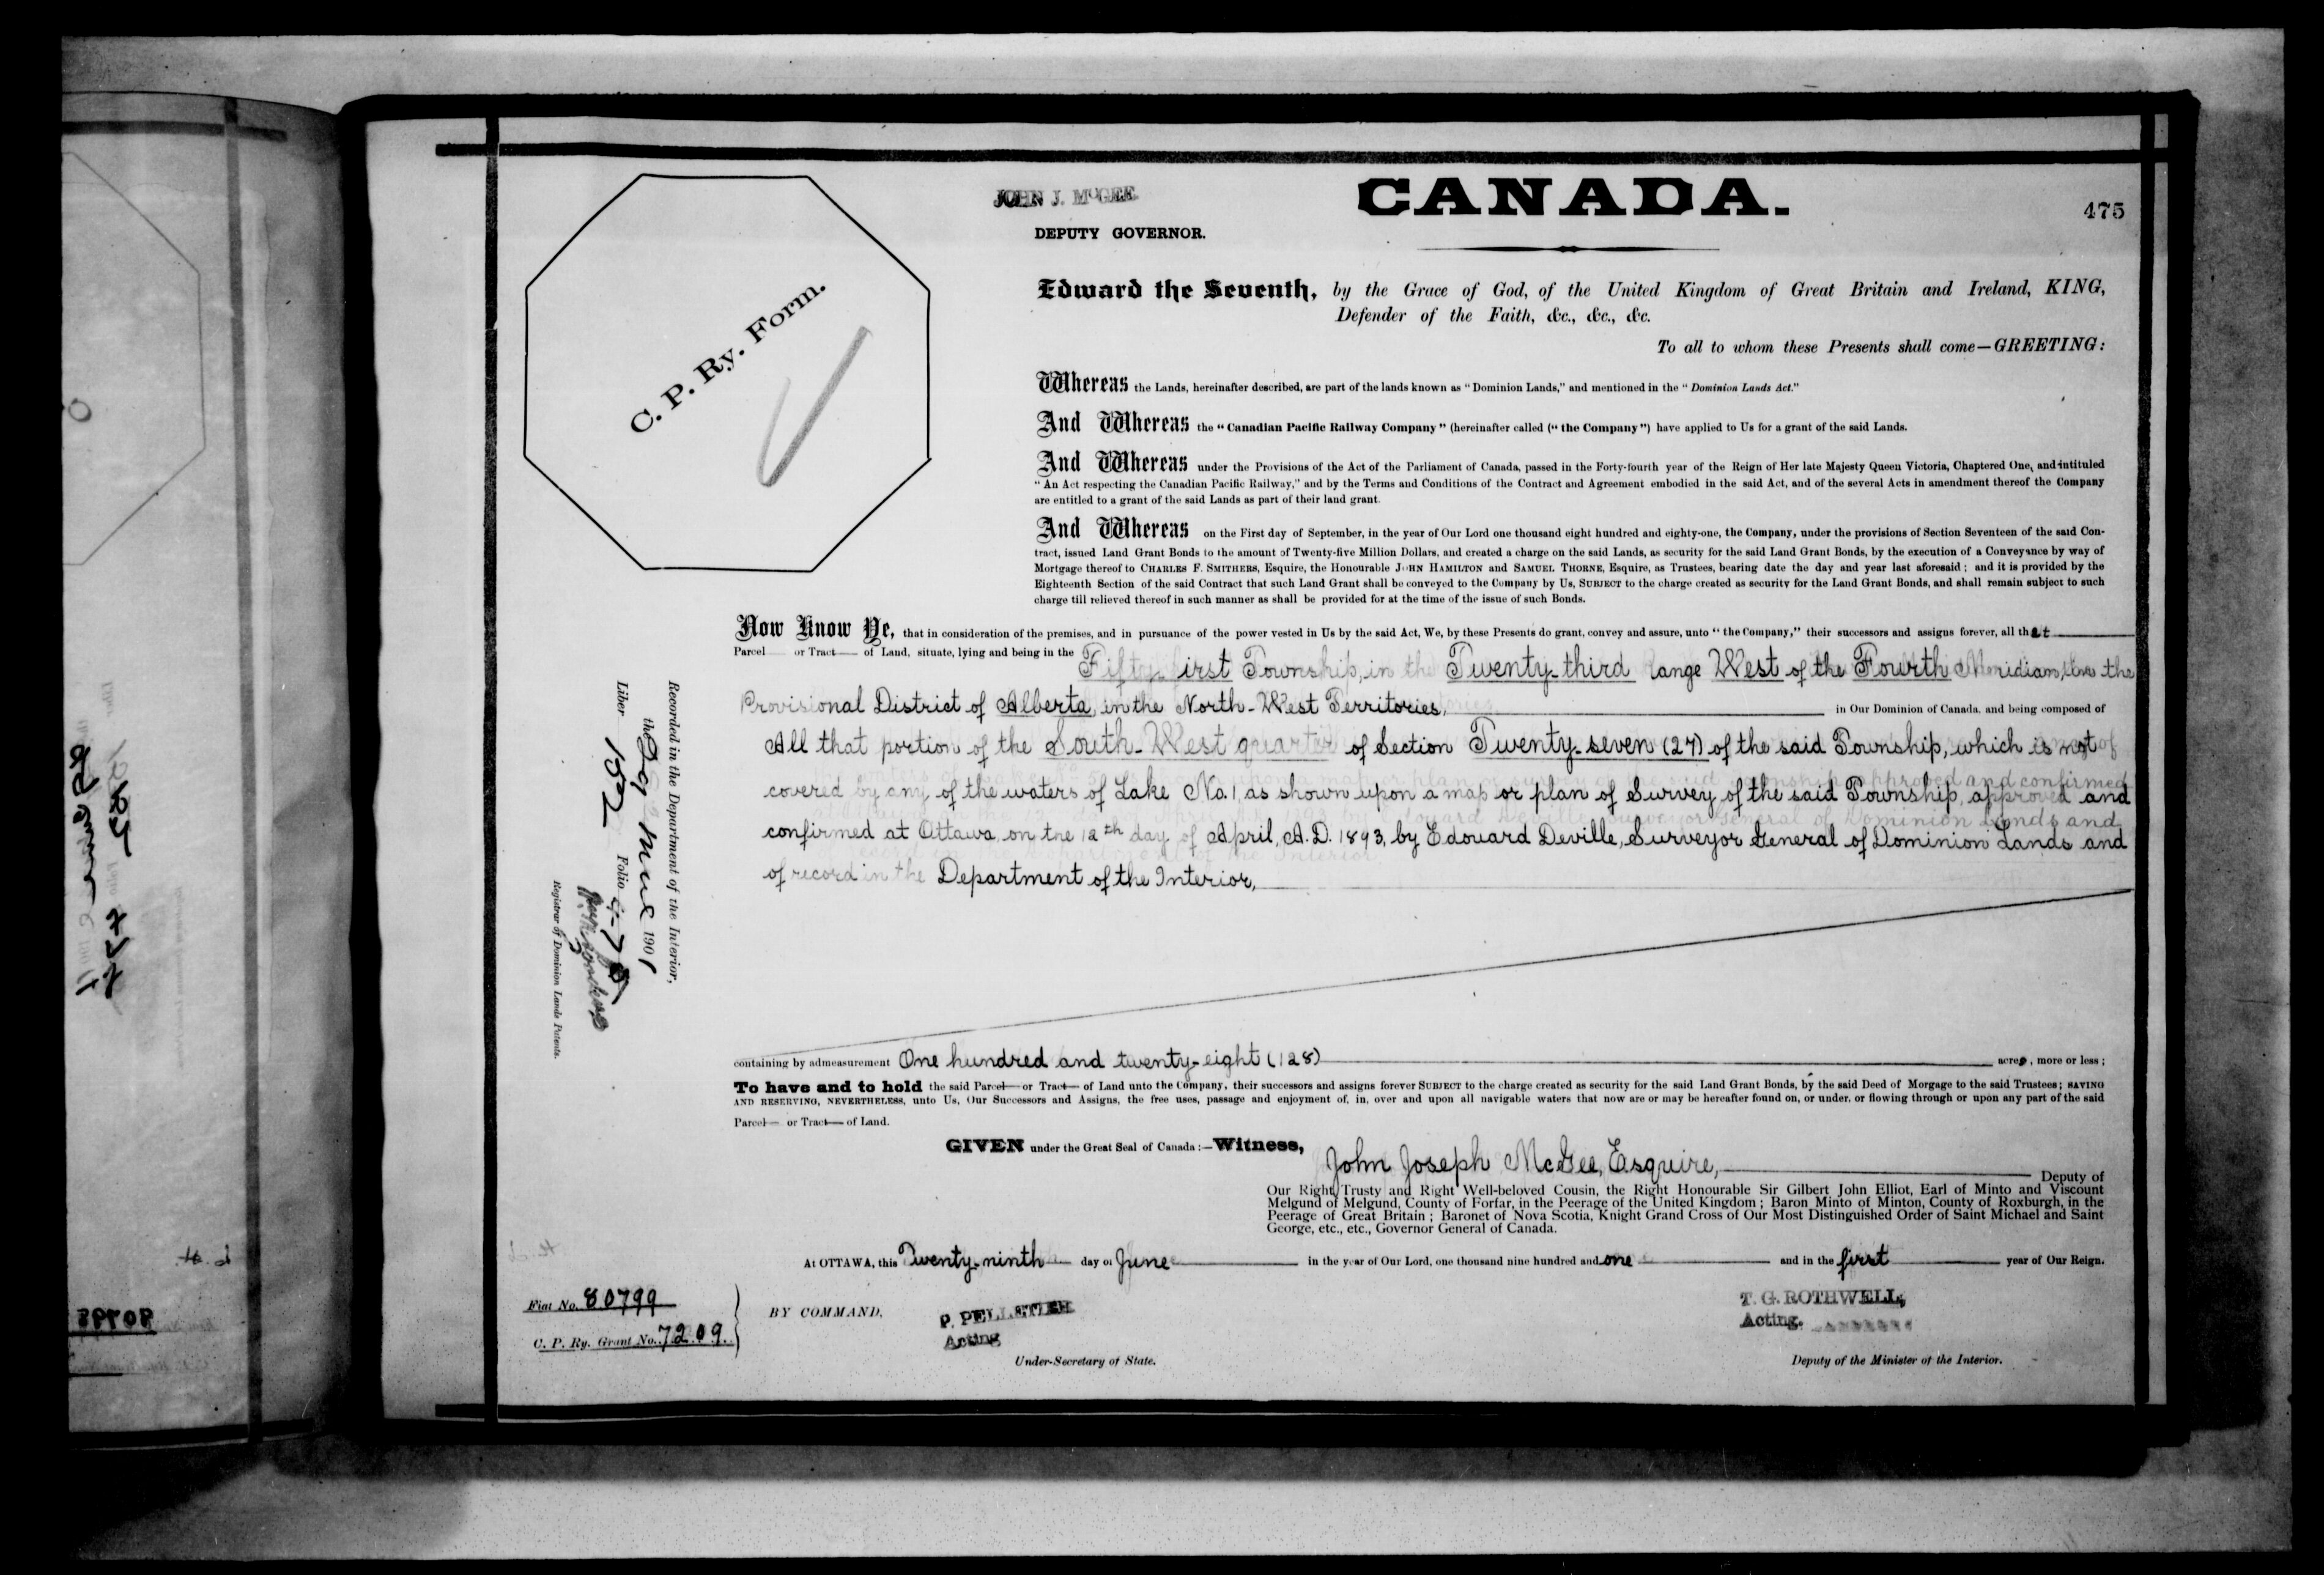 JOHN J. McGEE
DEPUTY GOVERNOR.
CANADA.
475
C. P. Ry. Form.
Edward the Seventh, by the Grace of God, of the United Kingdom of Great Britain and Ireland, KING,
Defender of the Faith, &c., &c., &c.
To all to whom these Presents shall come—GREETING:
Whereas the Lands, hereinafter described, are part of the lands known as "Dominion Lands," and mentioned in the "Dominion Lands Act."
And Whereas the "Canadian Pacific Railway Company" (hereinafter called ("the Company") have applied to Us for a grant of the said Lands.
And Whereas under the Provisions of the Act of the Parliament of Canada, passed in the Forty-fourth year of the Reign of Her late Majesty Queen Victoria, Chaptered One, and intituled
"An Act respecting the Canadian Pacific Railway," and by the Terms and Conditions of the Contract and Agreement embodied in the said Act, and of the several Acts in amendment thereof the Company
are entitled to a grant of the said Lands as part of their land grant.
And Whereas on the First day of September, in the year of Our Lord one thousand eight hundred and eighty-one, the Company, under the provisions of Section Seventeen of the said Con-
tract, issued Land Grant Bonds to the amount of Twenty-five Million Dollars, and created a charge on the said Lands, as security for the said Land Grant Bonds, by the execution of a Conveyance by way of
Mortgage thereof to CHARLES F. SMITHERS, Esquire, the Honourable JOHN HAMILTON and SAMUEL THORNE, Esquire, as Trustees, bearing date the day and year last aforesaid; and it is provided by the
Eighteenth Section of the said Contract that such Land Grant shall be conveyed to the Company by Us, SUBJECT to the charge created as security for the Land Grant Bonds, and shall remain subject to such
charge till relieved thereof in such manner as shall be provided for at the time of the issue of such Bonds.
Now Know Ye, that in consideration of the premises, and in pursuance of the power vested in Us by the said Act, We, by these Presents do grant, convey and assure, unto "the Company," their successors and assigns forever, all that
Parcel or Tract of Land, situate, lying and being in the Fifty-first Township, in the Twenty-third range West of the Fourth Meridian, in the
Provisional District of Alberta, in the North-West Territories, in Our Dominion of Canada, and being composed of
All that portion of the South-West quarter of Section Twenty-seven (27) of the said Township, which is not
covered by any of the waters of Lake No. 1, as shown upon a map or plan of Survey of the said Township, approved and
confirmed at Ottawa, on the 12th day of April, A.D. 1893, by Edouard Deville, Surveyor General of Dominion Lands and
of record in the Department of the Interior,
Recorded in the Department of the Interior,
the 29 June 1901
Liber 152 Folio 475
Registrar of Dominion Lands Patents.
containing by admeasurement One hundred and twenty-eight (128) acres, more or less;
To have and to hold the said Parcel or Tract of Land unto the Company, their successors and assigns forever SUBJECT to the charge created as security for the said Land Grant Bonds, by the said Deed of Morgage to the said Trustees; SAVING
AND RESERVING, NEVERTHELESS, unto Us, Our Successors and Assigns, the free uses, passage and enjoyment of, in, over and upon all navigable waters that now are or may be hereafter found on, or under, or flowing through or upon any part of the said
Parcel or Tract of Land.
GIVEN under the Great Seal of Canada:—Witness, John Joseph McGee, Esquire, Deputy of
Our Right Trusty and Right Well-beloved Cousin, the Right Honourable Sir Gilbert John Elliot, Earl of Minto and Viscount
Melgund of Melgund, County of Forfar, in the Peerage of the United Kingdom; Baron Minto of Minton, County of Roxburgh, in the
Peerage of Great Britain; Baronet of Nova Scotia, Knight Grand Cross of Our Most Distinguished Order of Saint Michael and Saint
George, etc., etc., Governor General of Canada.
At OTTAWA, this Twenty-ninth day of June in the year of Our Lord, one thousand nine hundred and one and in the first year of Our Reign.
Fiat No. 80799
C. P. Ry. Grant No. 7209.
BY COMMAND,
P. PELLETIER
Acting
Under-Secretary of State.
T. G. ROTHWELL,
Acting.
Deputy of the Minister of the Interior.